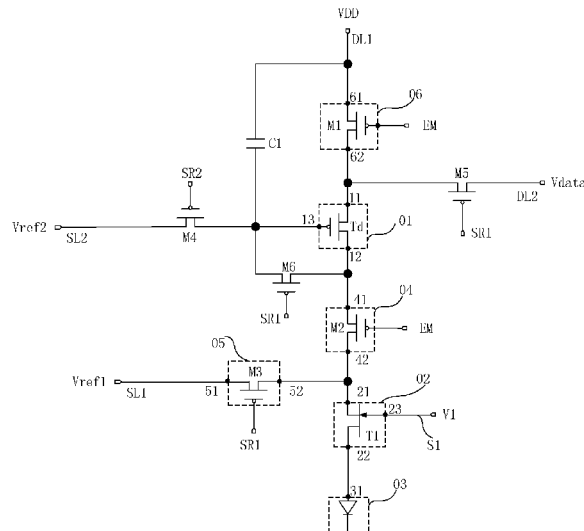 VDD
DL1
61
06
M1
EM
C1
62
SR2
M5
Vdata
11
DL2
Vref2
SL2
M4
13
Td
01
SR1
12
M6
41
04
SR1
M2
EM
05
42
Vref1
M3
SL1
51
52
21
02
23
V1
SR1
T1
S1
22
31
03